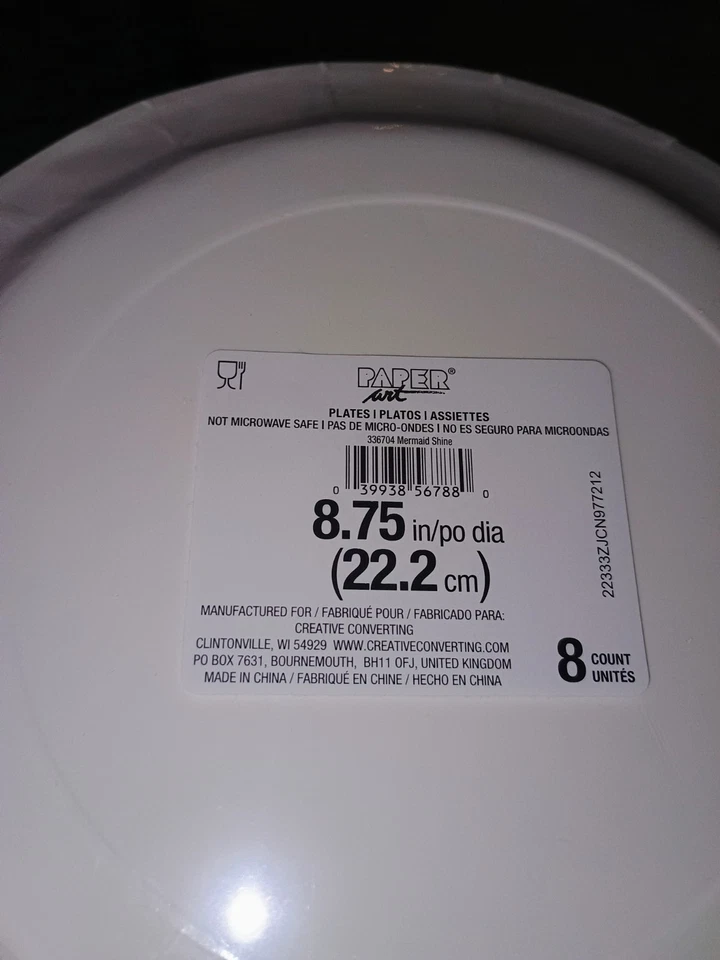 PAPER®
art
PLATES | PLATOS | ASSIETTES
NOT MICROWAVE SAFE | PAS DE MICRO-ONDES | NO ES SEGURO PARA MICROONDAS
336704 Mermaid Shine
0 39938 56788 0
8.75 in/po dia
(22.2 cm)
MANUFACTURED FOR / FABRIQUÉ POUR / FABRICADO PARA:
CREATIVE CONVERTING
CLINTONVILLE, WI 54929 WWW.CREATIVECONVERTING.COM
PO BOX 7631, BOURNEMOUTH, BH11 OFJ, UNITED KINGDOM
MADE IN CHINA / FABRIQUÉ EN CHINE / HECHO EN CHINA
8 COUNT
UNITÉS
22333ZJCN977212